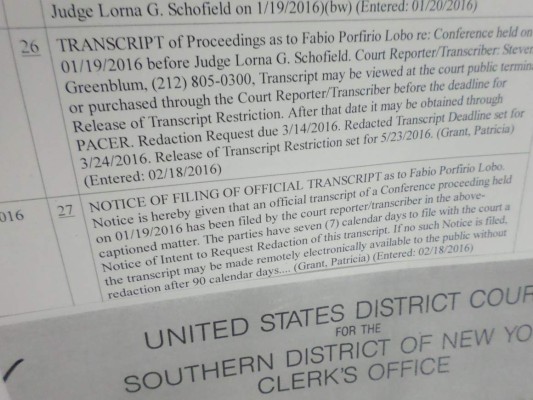 Judge Lorna G. Schofield on 1/19/2016)(bw) (Entered: 01/20/2016)
26 TRANSCRIPT of Proceedings as to Fabio Porfirio Lobo re: Conference held on
01/19/2016 before Judge Lorna G. Schofield. Court Reporter/Transcriber: Steven
Greenblum, (212) 805-0300, Transcript may be viewed at the court public termina
or purchased through the Court Reporter/Transcriber before the deadline for
Release of Transcript Restriction. After that date it may be obtained through
PACER. Redaction Request due 3/14/2016. Redacted Transcript Deadline set for
3/24/2016. Release of Transcript Restriction set for 5/23/2016. (Grant, Patricia)
(Entered: 02/18/2016)
016 27 NOTICE OF FILING OF OFFICIAL TRANSCRIPT as to Fabio Porfirio Lobo.
Notice is hereby given that an official transcript of a Conference proceeding held
on 01/19/2016 has been filed by the court reporter/transcriber in the above-
captioned matter. The parties have seven (7) calendar days to file with the court a
Notice of Intent to Request Redaction of this transcript. If no such Notice is filed,
the transcript may be made remotely electronically available to the public without
redaction after 90 calendar days.... (Grant, Patricia) (Entered: 02/18/2016)
UNITED STATES DISTRICT COUR
FOR THE
SOUTHERN DISTRICT OF NEW YO
CLERK'S OFFICE